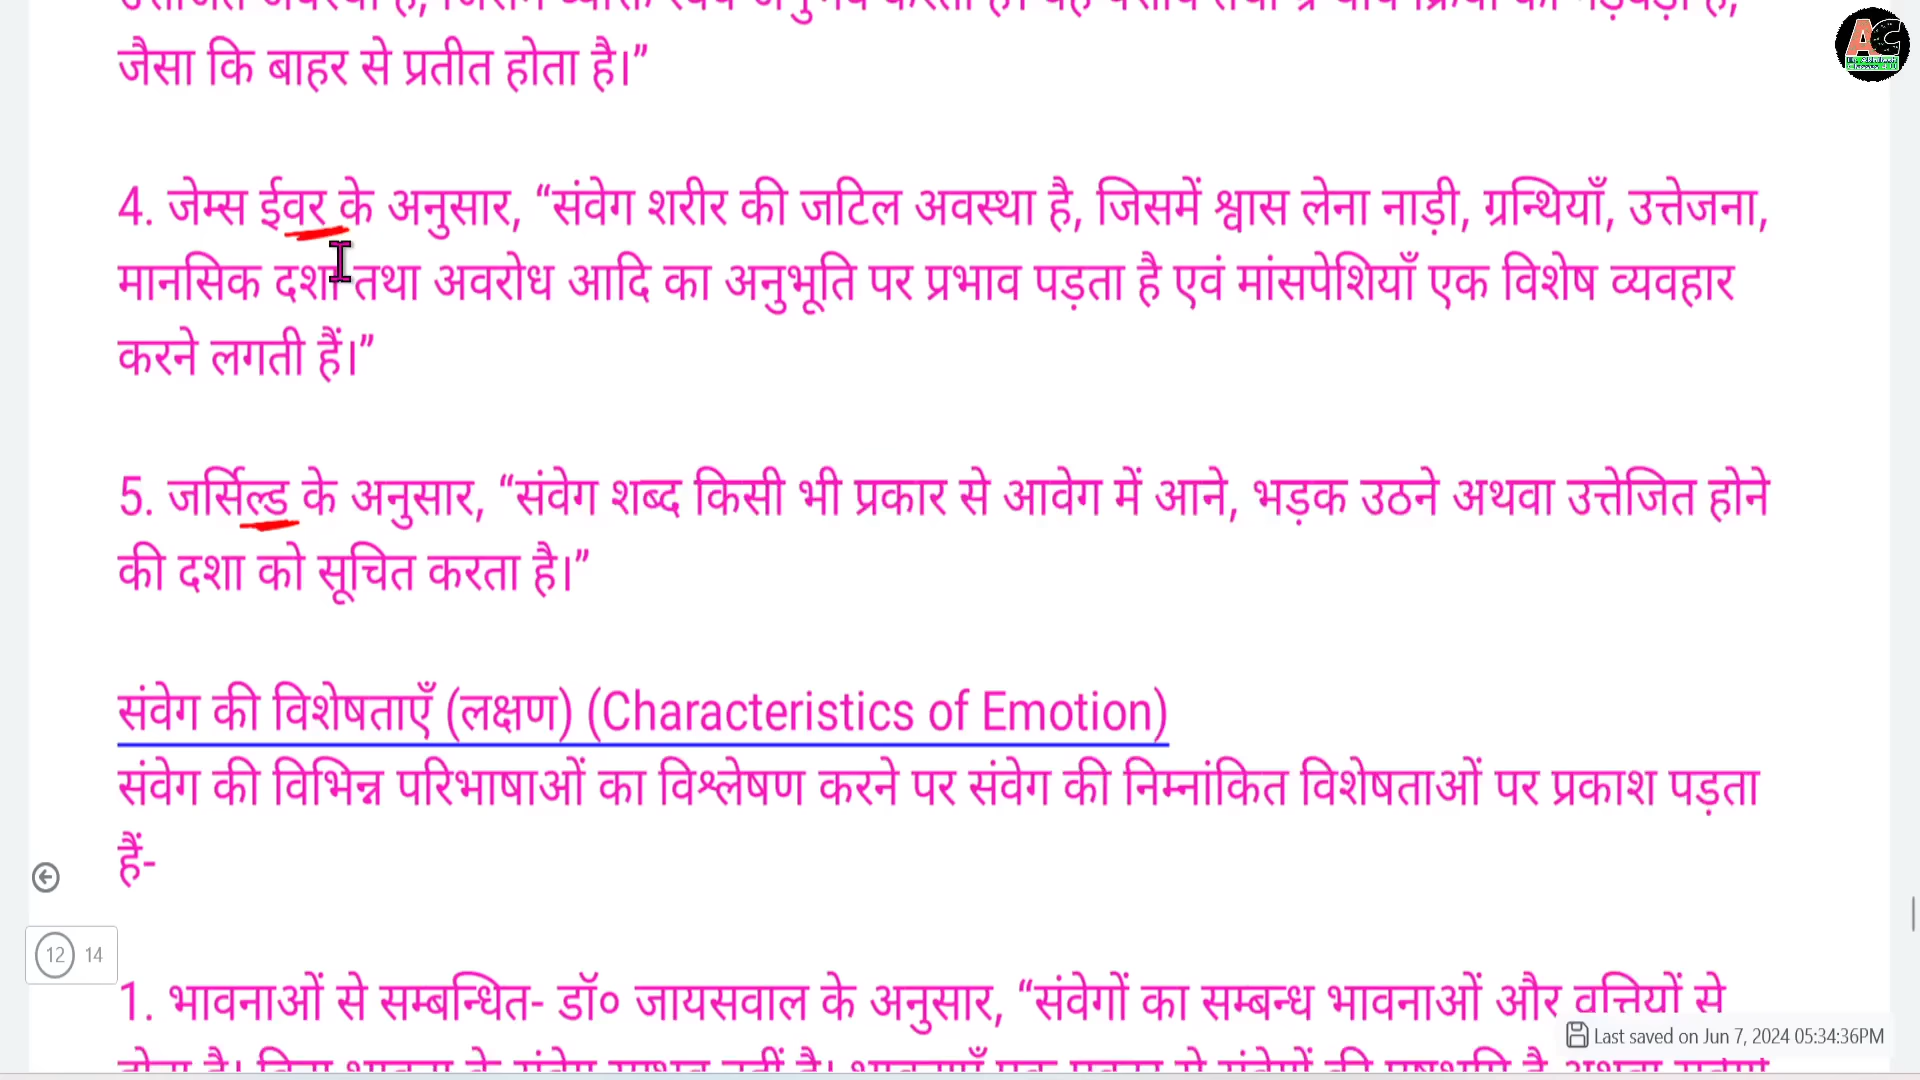 जैसा कि बाहर से प्रतीत होता है।”
4. जेम्स ईवर के अनुसार, “संवेग शरीर की जटिल अवस्था है, जिसमें श्वास लेना नाड़ी, ग्रन्थियाँ, उत्तेजना,
मानसिक दशा तथा अवरोध आदि का अनुभूति पर प्रभाव पड़ता है एवं मांसपेशियाँ एक विशेष व्यवहार
करने लगती हैं।”
5. जर्सिल्ड के अनुसार, “संवेग शब्द किसी भी प्रकार से आवेग में आने, भड़क उठने अथवा उत्तेजित होने
की दशा को सूचित करता है।”
संवेग की विशेषताएँ (लक्षण) (Characteristics of Emotion)
संवेग की विभिन्न परिभाषाओं का विश्लेषण करने पर संवेग की निम्नांकित विशेषताओं पर प्रकाश पड़ता
हैं-
12 14
1. भावनाओं से सम्बन्धित- डॉ० जायसवाल के अनुसार, “संवेगों का सम्बन्ध भावनाओं और वृत्तियों से
Last saved on Jun 7, 2024 05:34:36PM
AC